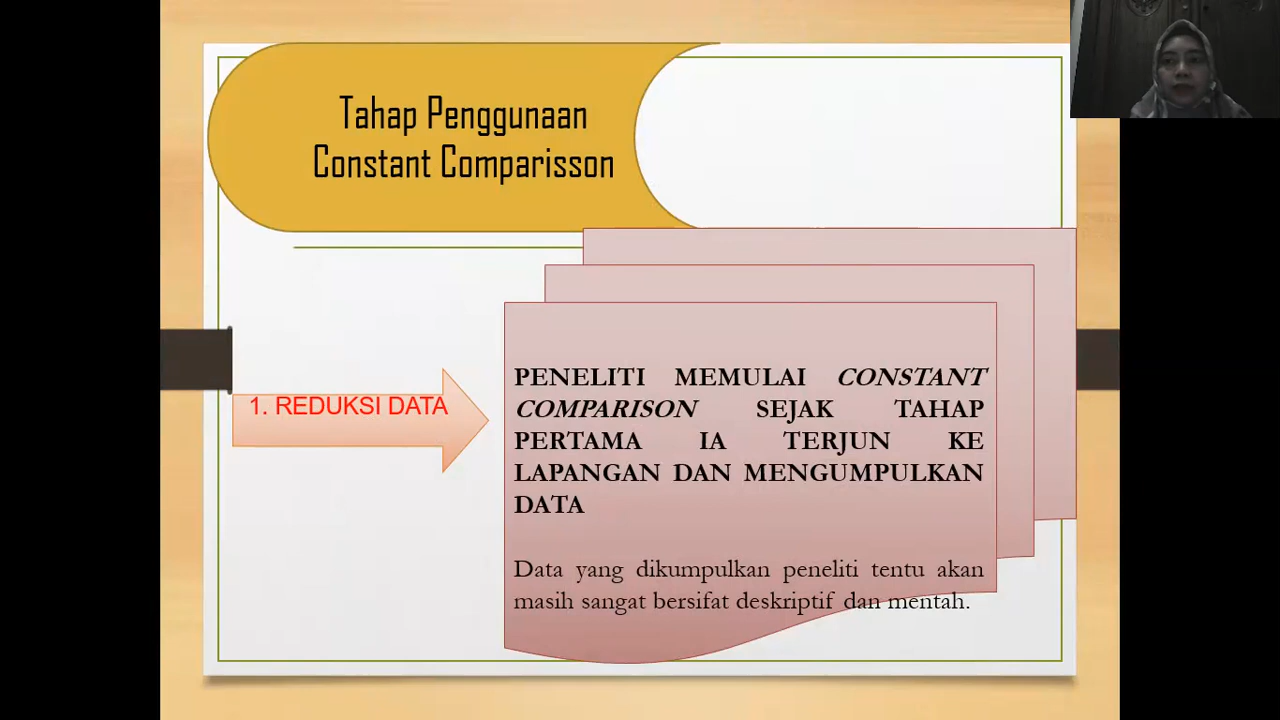 Tahap Penggunaan
Constant Comparisson
1. REDUKSI DATA
PENELITI MEMULAI CONSTANT
COMPARISON SEJAK TAHAP
PERTAMA IA TERJUN KE
LAPANGAN DAN MENGUMPULKAN
DATA
Data yang dikumpulkan peneliti tentu akan
masih sangat bersifat deskriptif dan mentah.